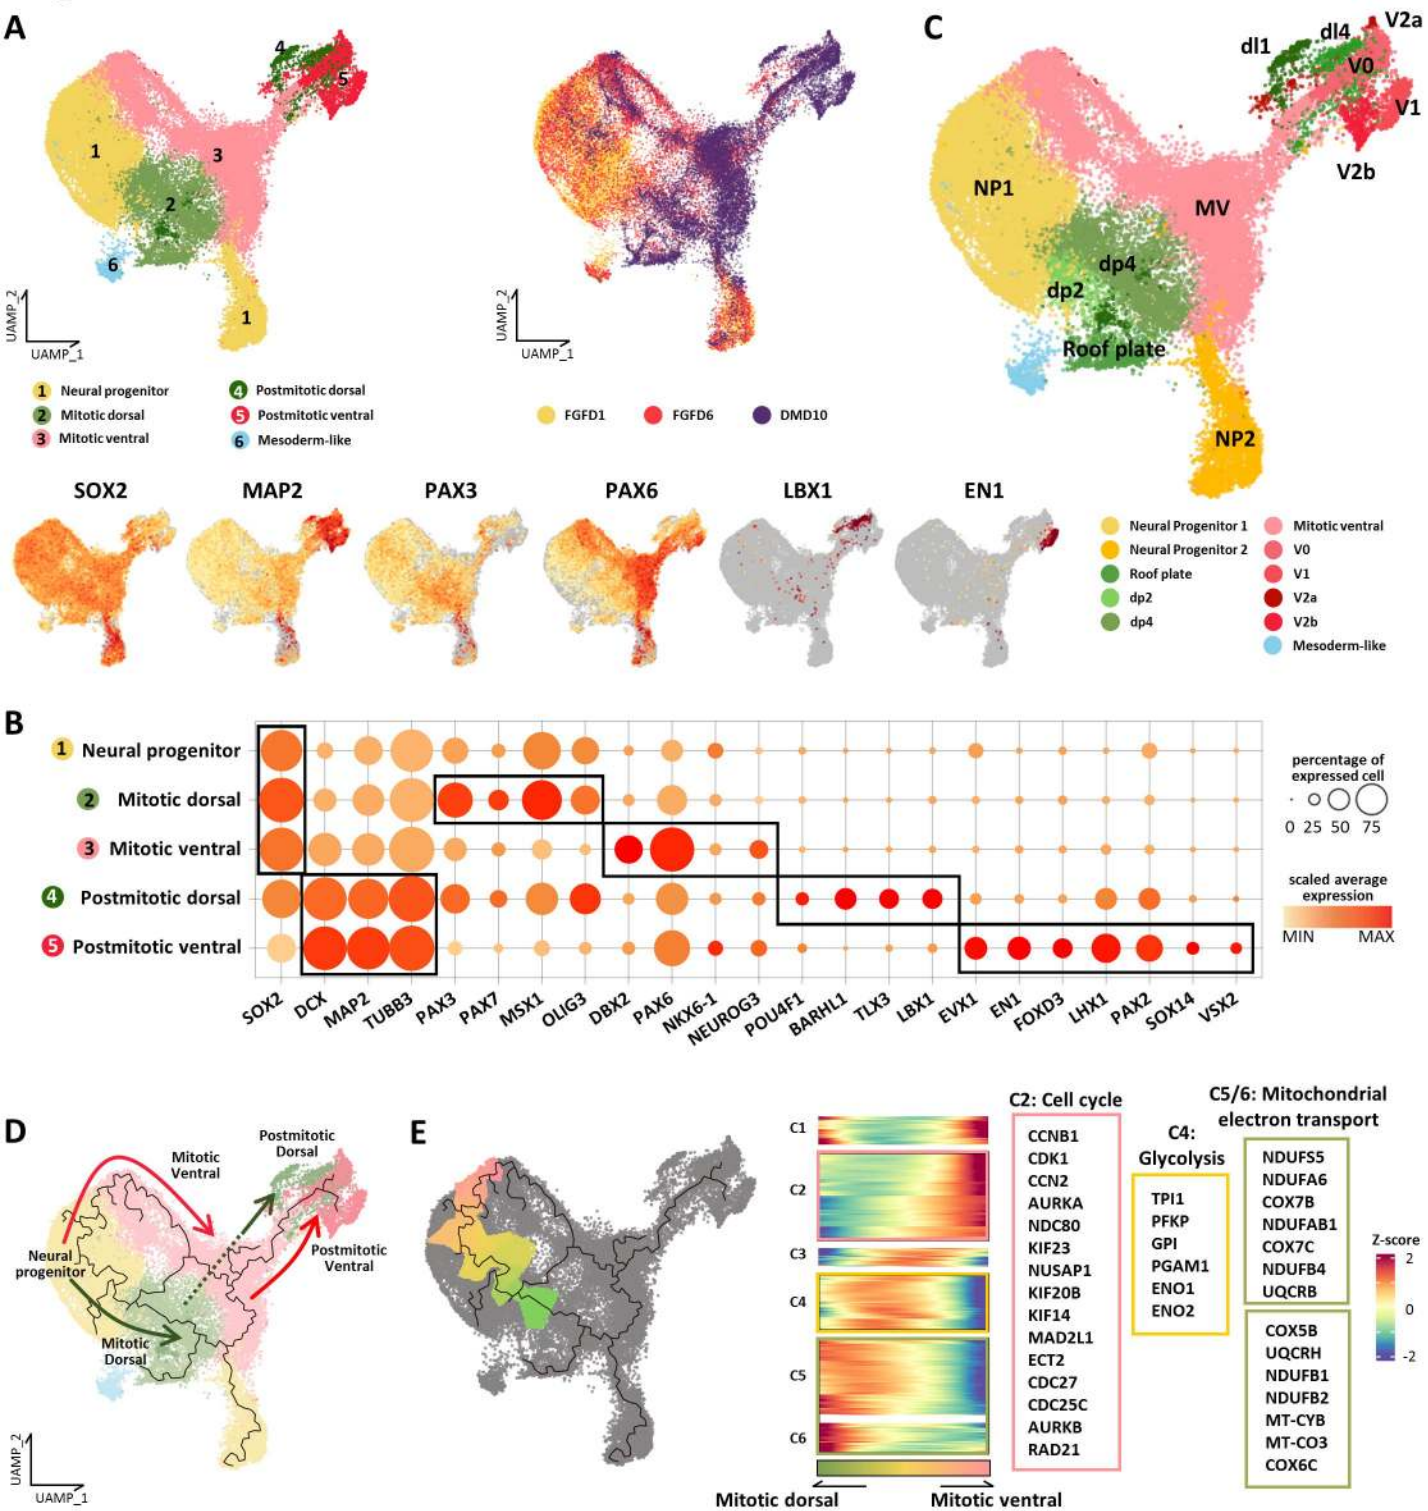 A
4
5
1
3
2
6
1
UAMP_2
UAMP_1
1 Neural progenitor
2 Mitotic dorsal
3 Mitotic ventral
4 Postmitotic dorsal
5 Postmitotic ventral
6 Mesoderm-like
UAMP_2
UAMP_1
FGFD1 FGFD6 DMD10
C
V2a
dl4
dl1
V0
V1
V2b
NP1
MV
dp4
dp2
Roof plate
NP2
Neural Progenitor 1
Neural Progenitor 2
Roof plate
dp2
dp4
Mitotic ventral
V0
V1
V2a
V2b
Mesoderm-like
SOX2 MAP2 PAX3 PAX6 LBX1 EN1
B
1 Neural progenitor
2 Mitotic dorsal
3 Mitotic ventral
4 Postmitotic dorsal
5 Postmitotic ventral
SOX2 DCX MAP2 TUBB3 PAX3 PAX7 MSX1 OLIG3 DBX2 PAX6 NKX6-1 NEUROG3 POU4F1 BARHL1 TLX3 LBX1 EVX1 EN1 FOXD3 LHX1 PAX2 SOX14 VSX2
percentage of
expressed cell
0 25 50 75
scaled average
expression
MIN MAX
D
Mitotic
Ventral
Postmitotic
Dorsal
Neural
progenitor
Postmitotic
Ventral
Mitotic
Dorsal
UAMP_2
UAMP_1
E
C1
C2
C3
C4
C5
C6
Mitotic dorsal Mitotic ventral
C2: Cell cycle
CCNB1
CDK1
CCN2
AURKA
NDC80
KIF23
NUSAP1
KIF20B
KIF14
MAD2L1
ECT2
CDC27
CDC25C
AURKB
RAD21
C4:
Glycolysis
TPI1
PFKP
GPI
PGAM1
ENO1
ENO2
C5/6: Mitochondrial
electron transport
NDUFS5
NDUFA6
COX7B
NDUFAB1
COX7C
NDUFB4
UQCRB
COX5B
UQCRH
NDUFB1
NDUFB2
MT-CYB
MT-CO3
COX6C
Z-score
2
0
-2